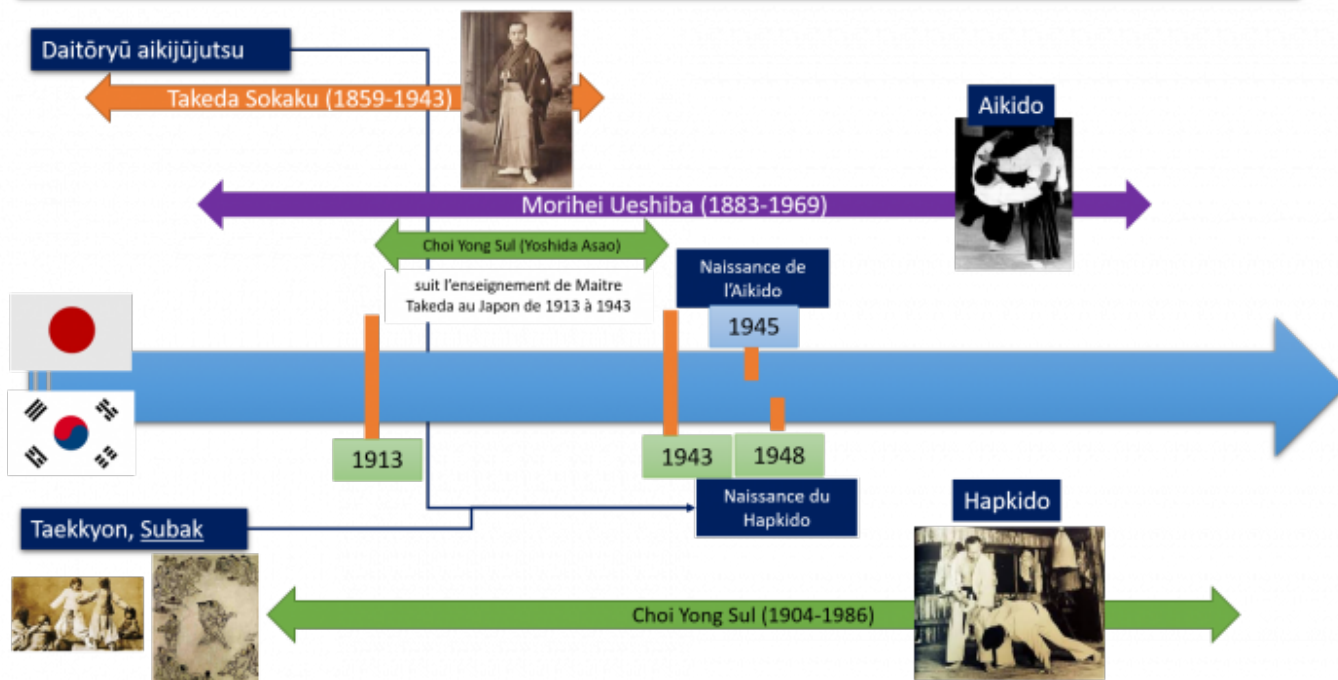 Daitōryū aikijūjutsu
Takeda Sokaku (1859-1943)
Aikido
Morihei Ueshiba (1883-1969)
Choi Yong Sul (Yoshida Asao)
suit l'enseignement de Maitre
Takeda au Japon de 1913 à 1943
Naissance de
l'Aikido
1945
1913
1943
1948
Naissance du
Hapkido
Taekkyon, Subak
Hapkido
Choi Yong Sul (1904-1986)